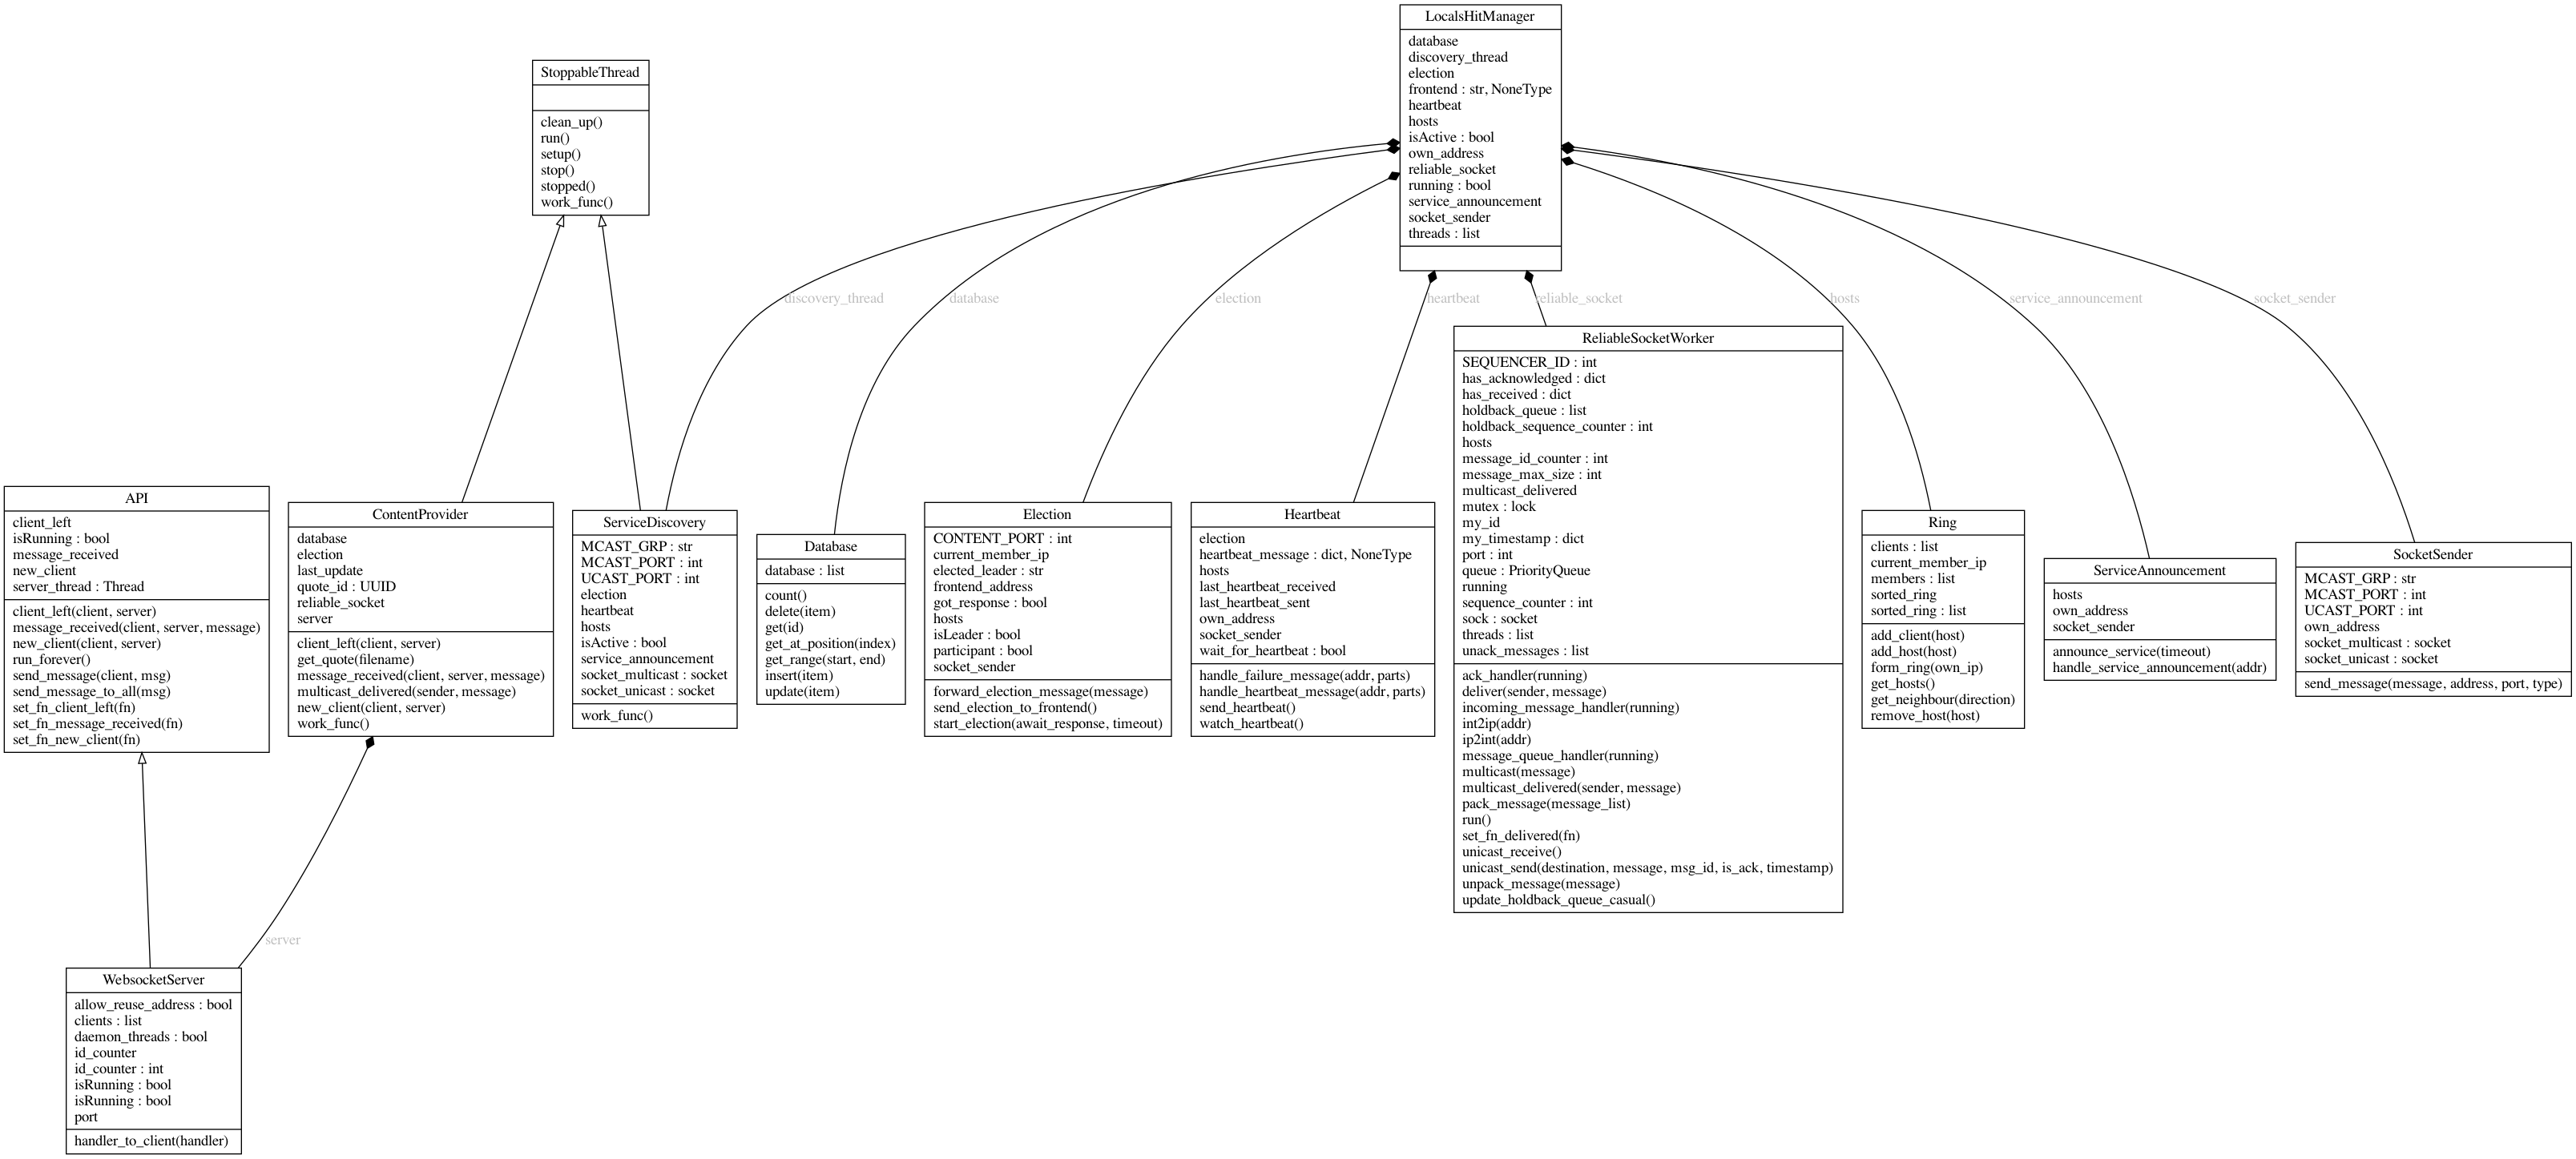 LocalsHitManager
database
discovery_thread
election
frontend : str, NoneType
heartbeat
hosts
isActive : bool
own_address
reliable_socket
running : bool
service_announcement
socket_sender
threads : list
StoppableThread
clean_up()
run()
setup()
stop()
stopped()
work_func()
discovery_thread
database
election
heartbeat
reliable_socket
hosts
service_announcement
socket_sender
API
client_left
isRunning : bool
message_received
new_client
server_thread : Thread
client_left(client, server)
message_received(client, server, message)
new_client(client, server)
run_forever()
send_message(client, msg)
send_message_to_all(msg)
set_fn_client_left(fn)
set_fn_message_received(fn)
set_fn_new_client(fn)
ContentProvider
database
election
last_update
quote_id : UUID
reliable_socket
server
client_left(client, server)
get_quote(filename)
message_received(client, server, message)
multicast_delivered(sender, message)
new_client(client, server)
work_func()
ServiceDiscovery
MCAST_GRP : str
MCAST_PORT : int
UCAST_PORT : int
election
heartbeat
hosts
isActive : bool
service_announcement
socket_multicast : socket
socket_unicast : socket
work_func()
Database
database : list
count()
delete(item)
get(id)
get_at_position(index)
get_range(start, end)
insert(item)
update(item)
Election
CONTENT_PORT : int
current_member_ip
elected_leader : str
frontend_address
got_response : bool
hosts
isLeader : bool
participant : bool
socket_sender
forward_election_message(message)
send_election_to_frontend()
start_election(await_response, timeout)
Heartbeat
election
heartbeat_message : dict, NoneType
hosts
last_heartbeat_received
last_heartbeat_sent
own_address
socket_sender
wait_for_heartbeat : bool
handle_failure_message(addr, parts)
handle_heartbeat_message(addr, parts)
send_heartbeat()
watch_heartbeat()
ReliableSocketWorker
SEQUENCER_ID : int
has_acknowledged : dict
has_received : dict
holdback_queue : list
holdback_sequence_counter : int
hosts
message_id_counter : int
message_max_size : int
multicast_delivered
mutex : lock
my_id
my_timestamp : dict
port : int
queue : PriorityQueue
running
sequence_counter : int
sock : socket
threads : list
unack_messages : list
ack_handler(running)
deliver(sender, message)
incoming_message_handler(running)
int2ip(addr)
ip2int(addr)
message_queue_handler(running)
multicast(message)
multicast_delivered(sender, message)
pack_message(message_list)
run()
set_fn_delivered(fn)
unicast_receive()
unicast_send(destination, message, msg_id, is_ack, timestamp)
unpack_message(message)
update_holdback_queue_casual()
Ring
clients : list
current_member_ip
members : list
sorted_ring
sorted_ring : list
add_client(host)
add_host(host)
form_ring(own_ip)
get_hosts()
get_neighbour(direction)
remove_host(host)
ServiceAnnouncement
hosts
own_address
socket_sender
announce_service(timeout)
handle_service_announcement(addr)
SocketSender
MCAST_GRP : str
MCAST_PORT : int
UCAST_PORT : int
own_address
socket_multicast : socket
socket_unicast : socket
send_message(message, address, port, type)
server
WebsocketServer
allow_reuse_address : bool
clients : list
daemon_threads : bool
id_counter
id_counter : int
isRunning : bool
isRunning : bool
port
handler_to_client(handler)